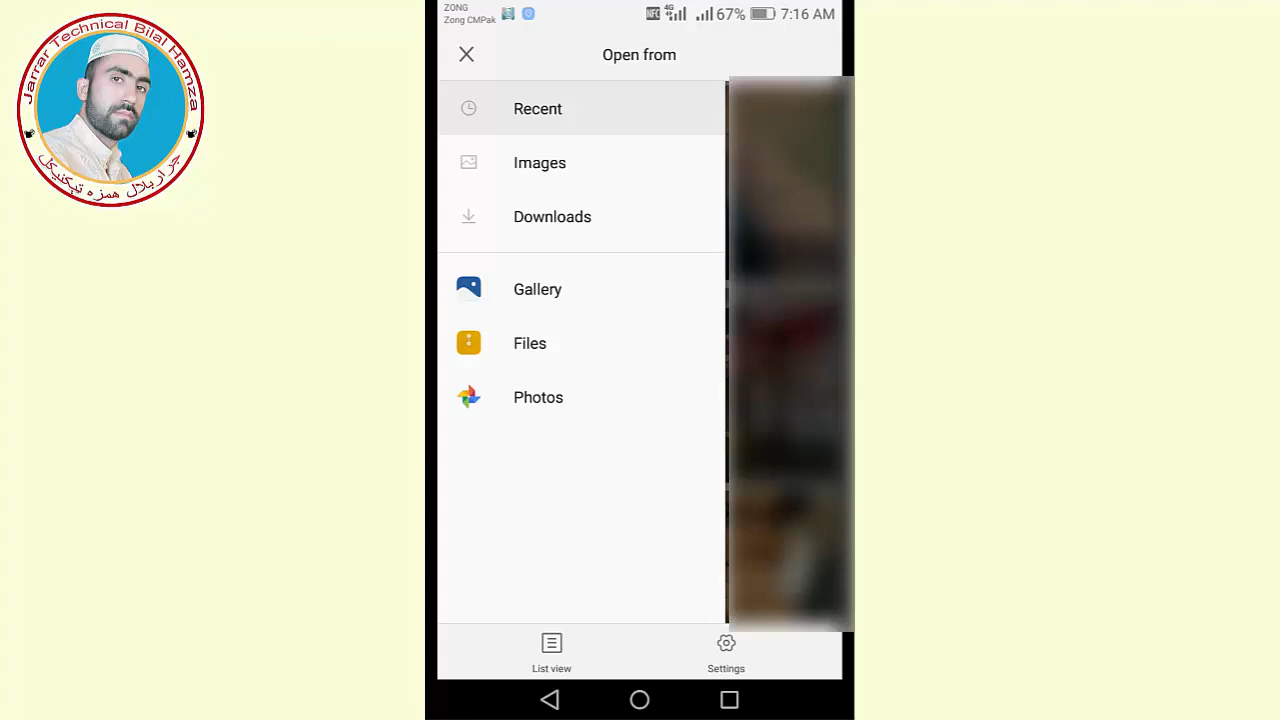 Jarrar Technical Bilal Hamza
جرار بلال ہمزہ ٹیکنیکل
ZONG
Zong CMPak
NFC
4G
67%
7:16 AM
Open from
Recent
Images
Downloads
Gallery
Files
Photos
List view
Settings